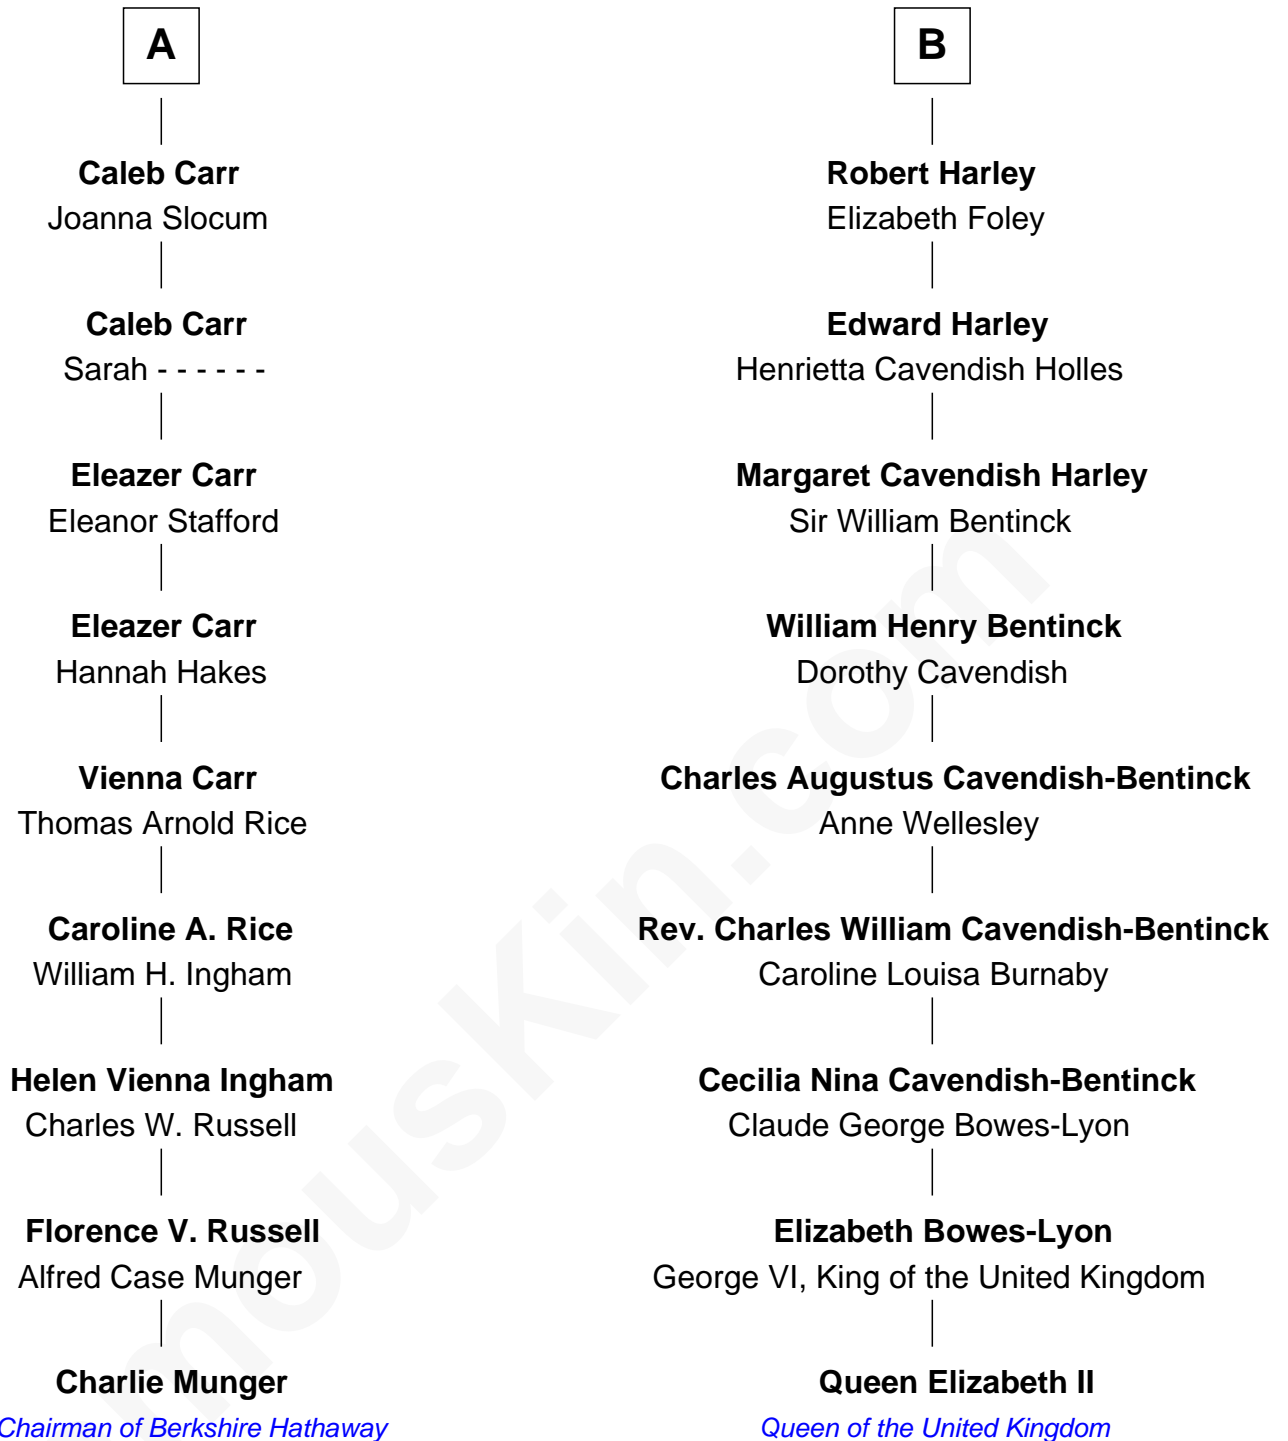 A
B
Caleb Carr
Joanna Slocum
Robert Harley
Elizabeth Foley
Caleb Carr
Sarah - - - - - -
Edward Harley
Henrietta Cavendish Holles
Eleazer Carr
Eleanor Stafford
Margaret Cavendish Harley
Sir William Bentinck
Eleazer Carr
Hannah Hakes
William Henry Bentinck
Dorothy Cavendish
Vienna Carr
Thomas Arnold Rice
Charles Augustus Cavendish-Bentinck
Anne Wellesley
Caroline A. Rice
William H. Ingham
Rev. Charles William Cavendish-Bentinck
Caroline Louisa Burnaby
Helen Vienna Ingham
Charles W. Russell
Cecilia Nina Cavendish-Bentinck
Claude George Bowes-Lyon
Florence V. Russell
Alfred Case Munger
Elizabeth Bowes-Lyon
George VI, King of the United Kingdom
Charlie Munger
Chairman of Berkshire Hathaway
Queen Elizabeth II
Queen of the United Kingdom
mousKin.com